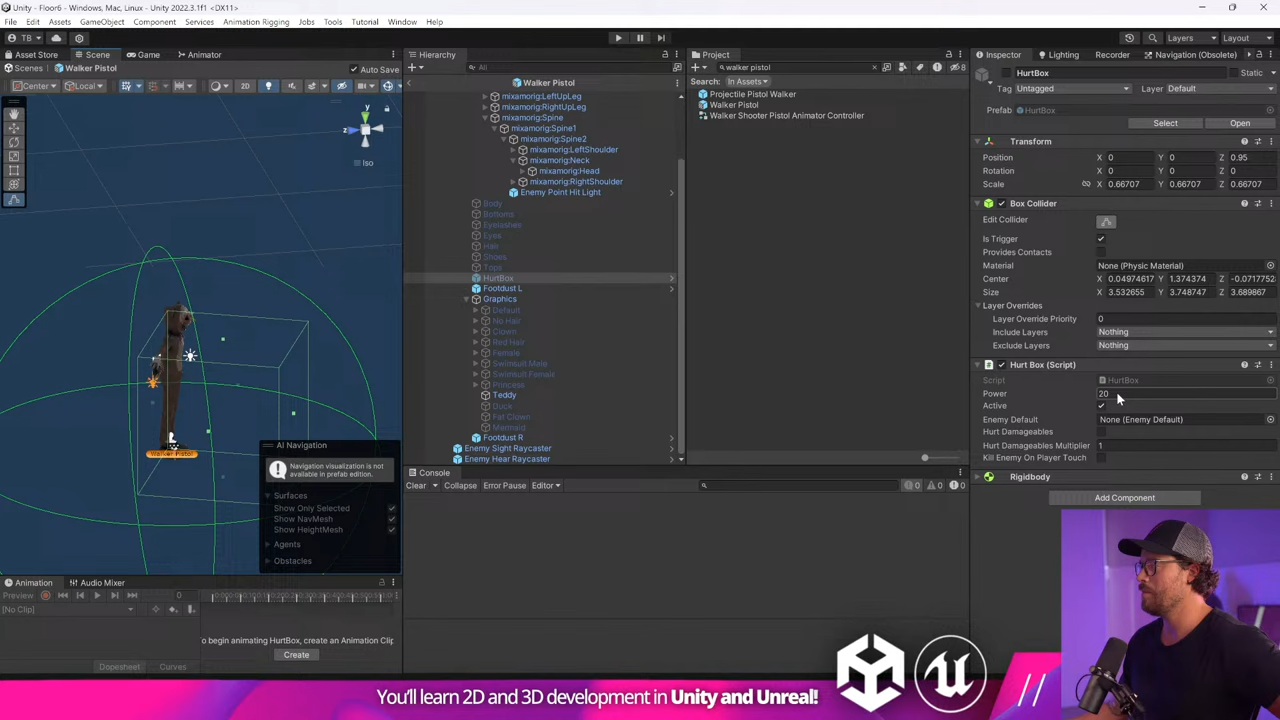 Unity - Floor6 - Windows, Mac, Linux - Unity 2022.3.1f1 <DX11>
File Edit Assets GameObject Component Services Animation Rigging Jobs Tools Tutorial Window Help
TB Layers Layout
Asset Store Scene Game Animator
Scenes Walker Pistol Auto Save
Center Local 2D
y
z
Iso
Walker Pistol
AI Navigation
Navigation visualization is not
available in prefab edition.
Surfaces
Show Only Selected
Show NavMesh
Show HeightMesh
Agents
Obstacles
Hierarchy
All
Walker Pistol
mixamorig:LeftUpLeg
mixamorig:RightUpLeg
mixamorig:Spine
mixamorig:Spine1
mixamorig:Spine2
mixamorig:LeftShoulder
mixamorig:Neck
mixamorig:Head
mixamorig:RightShoulder
Enemy Point Hit Light
Body
Bottoms
Eyelashes
Eyes
Hair
Shoes
Tops
HurtBox
Footdust L
Graphics
Default
No Hair
Clown
Red Hair
Female
Swimsuit Male
Swimsuit Female
Princess
Teddy
Duck
Fat Clown
Mermaid
Footdust R
Enemy Sight Raycaster
Enemy Hear Raycaster
Project
walker pistol 8
Search: In Assets
Projectile Pistol Walker
Walker Pistol
Walker Shooter Pistol Animator Controller
Console
Clear Collapse Error Pause Editor 0 0 0
Inspector Lighting Recorder Navigation (Obsolete)
HurtBox Static
Tag Untagged Layer Default
Prefab HurtBox
Select Open
Transform
Position X 0 Y 0 Z 0.95
Rotation X 0 Y 0 Z 0
Scale X 0.66707 Y 0.66707 Z 0.66707
Box Collider
Edit Collider
Is Trigger
Provides Contacts
Material None (Physic Material)
Center X 0.04974617 Y 1.374374 Z -0.0717752
Size X 3.532655 Y 3.748747 Z 3.689867
Layer Overrides
Layer Override Priority 0
Include Layers Nothing
Exclude Layers Nothing
Hurt Box (Script)
Script HurtBox
Power 20
Active
Enemy Default None (Enemy Default)
Hurt Damageables
Hurt Damageables Multiplier 1
Kill Enemy On Player Touch
Rigidbody
Add Component
Animation Audio Mixer
Preview 0
[No Clip]
To begin animating HurtBox, create an Animation Clip
Create
Dopesheet Curves
You'll learn 2D and 3D development in Unity and Unreal!
//